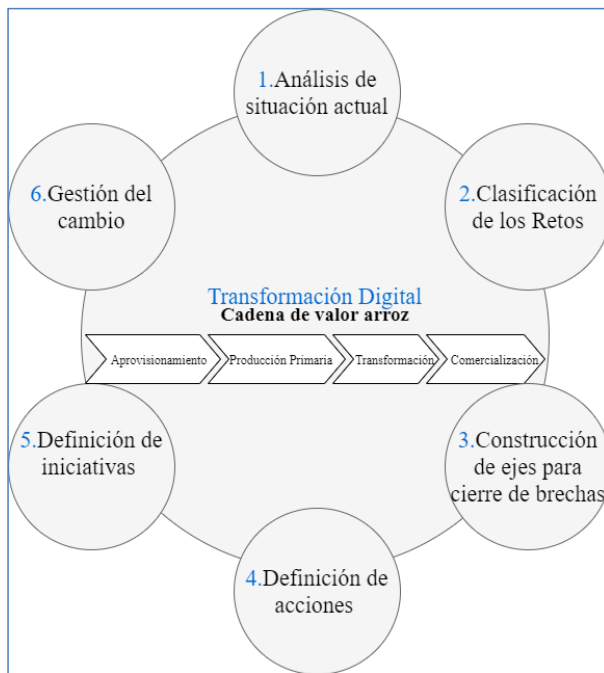 1.Análisis de
situación actual
2.Clasificación
de los Retos
3.Construcción
de ejes para
cierre de brechas
4.Definición de
acciones
5.Definición de
iniciativas
6.Gestión del
cambio
Transformación Digital
Cadena de valor arroz
Aprovisionamiento
Producción Primaria
Transformación
Comercialización